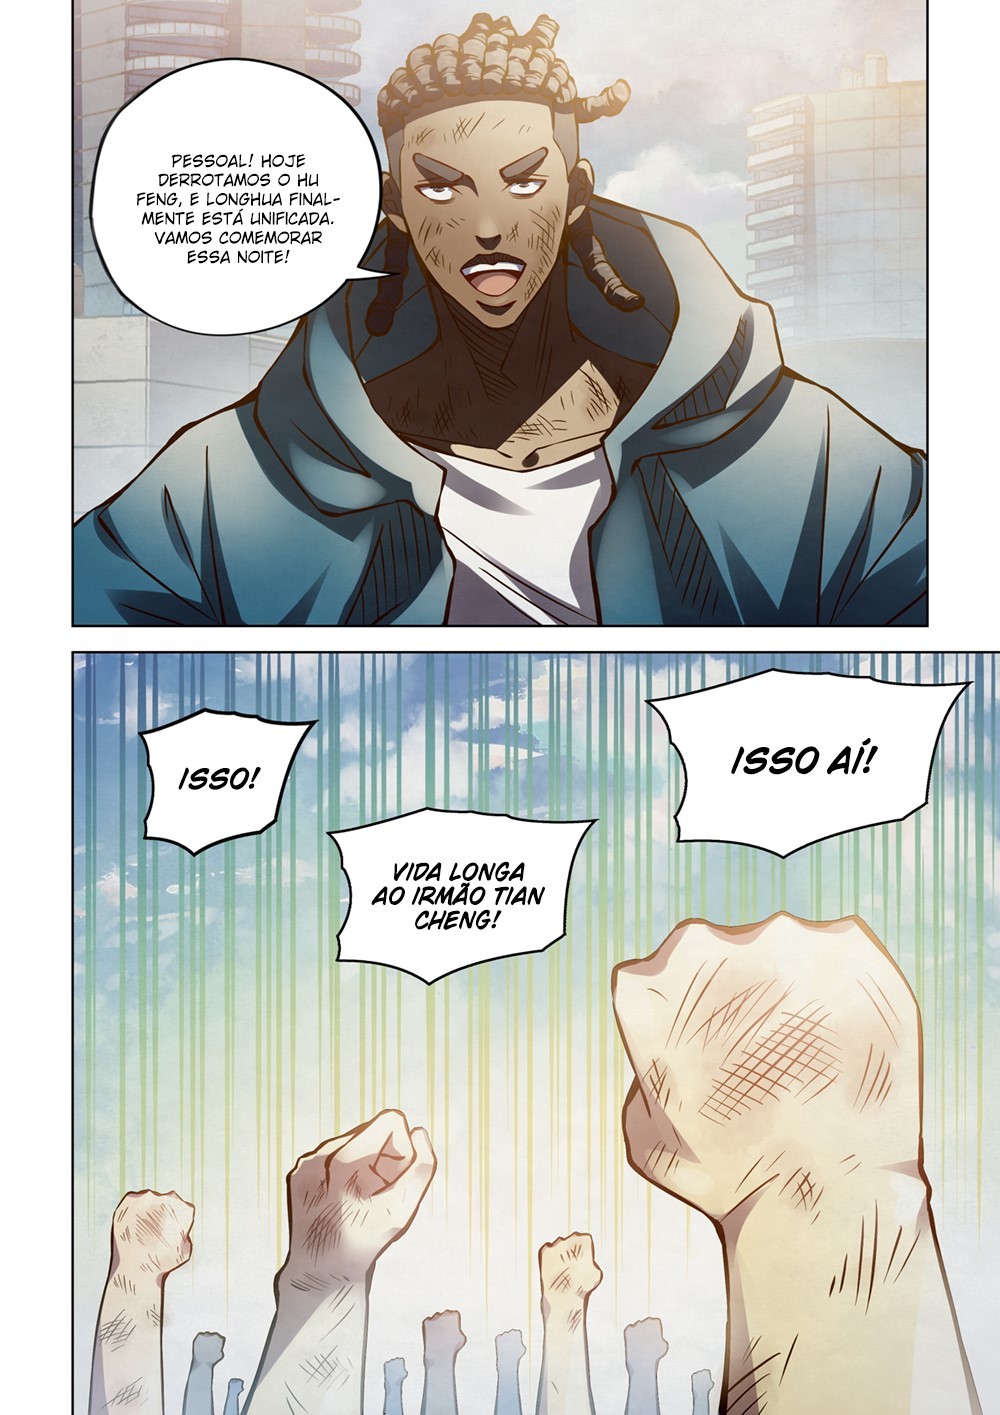 PESSOAL! HOJE
DERROTAMOS O HU
FENG, E LONGHUA FINAL-
MENTE ESTÁ UNIFICADA.
VAMOS COMEMORAR
ESSA NOITE!
ISSO!
ISSO AÍ!
VIDA LONGA
AO IRMÃO TIAN
CHENG!